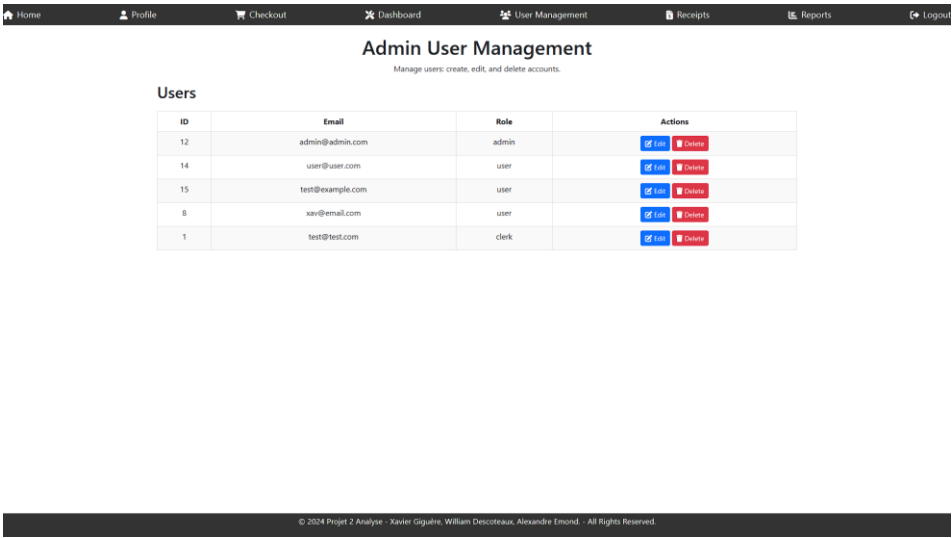 Home Profile Checkout Dashboard User Management Receipts Reports Logout
Admin User Management
Manage users: create, edit, and delete accounts.
Users
ID Email Role Actions
12 admin@admin.com admin Edit Delete
14 user@user.com user Edit Delete
15 test@example.com user Edit Delete
8 xav@email.com user Edit Delete
1 test@test.com clerk Edit Delete
© 2024 Projet 2 Analyse - Xavier Giguère, William Descoteaux, Alexandre Emond. - All Rights Reserved.